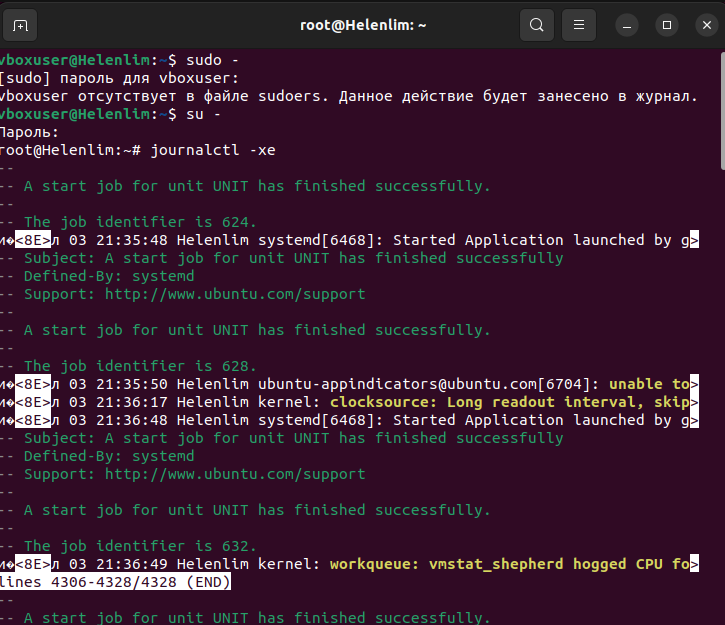 root@Helenlim: ~
vboxuser@Helenlim:~$ sudo -
[sudo] пароль для vboxuser:
vboxuser отсутствует в файле sudoers. Данное действие будет занесено в журнал.
vboxuser@Helenlim:~$ su -
Пароль:
root@Helenlim:~# journalctl -xe
--
-- A start job for unit UNIT has finished successfully.
--
-- The job identifier is 624.
и�<8E>л 03 21:35:48 Helenlim systemd[6468]: Started Application launched by g>
-- Subject: A start job for unit UNIT has finished successfully
-- Defined-By: systemd
-- Support: http://www.ubuntu.com/support
--
-- A start job for unit UNIT has finished successfully.
--
-- The job identifier is 628.
и�<8E>л 03 21:35:50 Helenlim ubuntu-appindicators@ubuntu.com[6704]: unable to>
и�<8E>л 03 21:36:17 Helenlim kernel: clocksource: Long readout interval, skip>
и�<8E>л 03 21:36:48 Helenlim systemd[6468]: Started Application launched by g>
-- Subject: A start job for unit UNIT has finished successfully
-- Defined-By: systemd
-- Support: http://www.ubuntu.com/support
--
-- A start job for unit UNIT has finished successfully.
--
-- The job identifier is 632.
и�<8E>л 03 21:36:49 Helenlim kernel: workqueue: vmstat_shepherd hogged CPU fo>
lines 4306-4328/4328 (END)
--
-- A start job for unit UNIT has finished successfully.